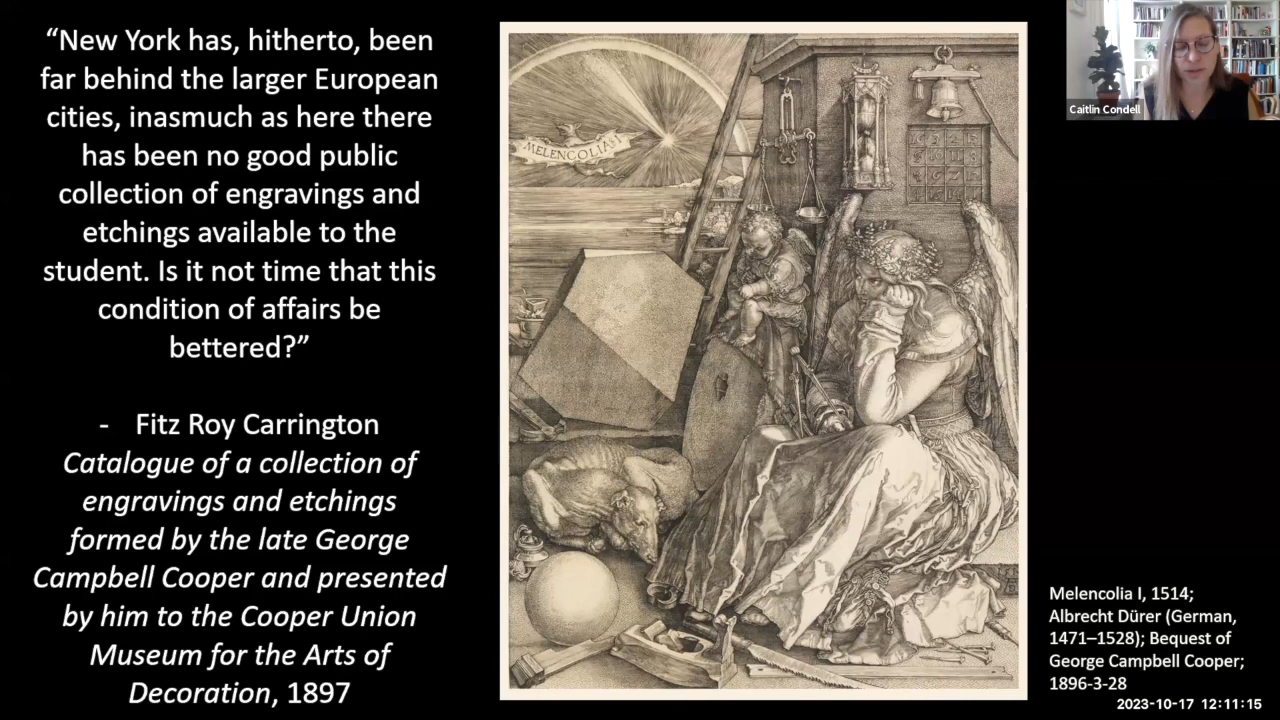 “New York has, hitherto, been
far behind the larger European
cities, inasmuch as here there
has been no good public
collection of engravings and
etchings available to the
student. Is it not time that this
condition of affairs be
bettered?”
- Fitz Roy Carrington
Catalogue of a collection of
engravings and etchings
formed by the late George
Campbell Cooper and presented
by him to the Cooper Union
Museum for the Arts of
Decoration, 1897
MELENCOLIA I
Caitlin Condell
Melencolia I, 1514;
Albrecht Dürer (German,
1471–1528); Bequest of
George Campbell Cooper;
1896-3-28
2023-10-17 12:11:15